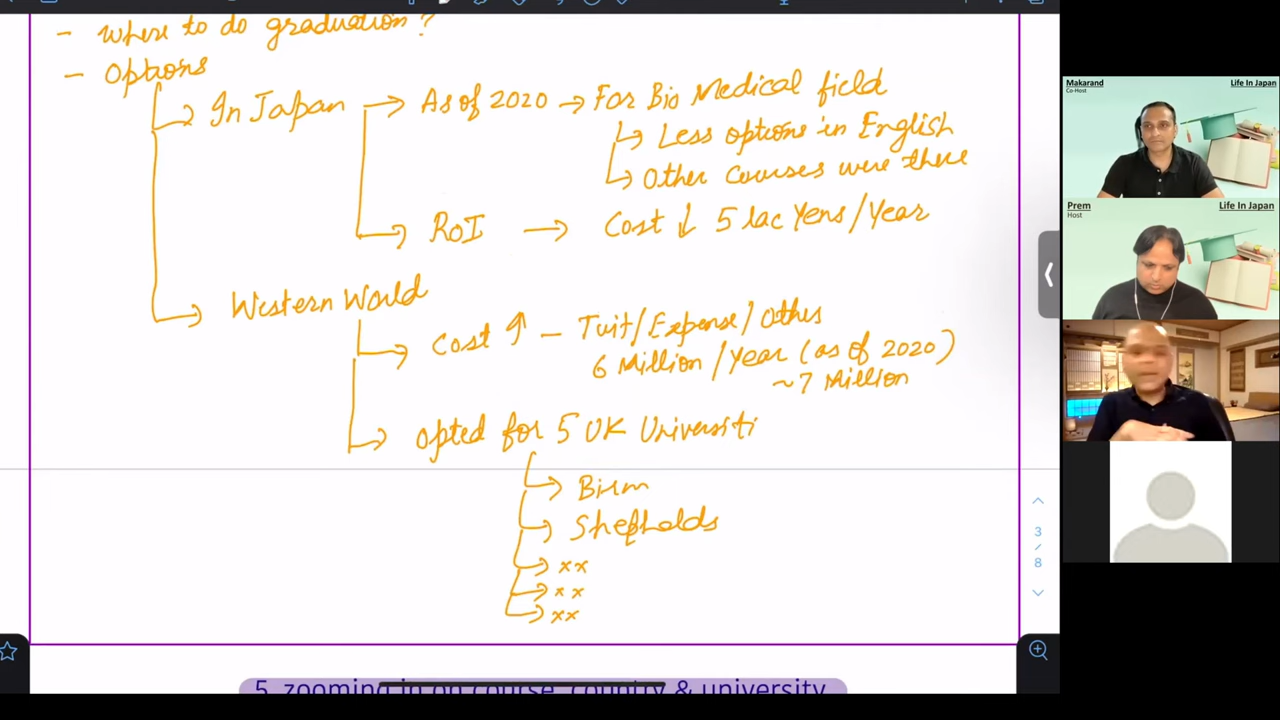 - Where to do graduation?
- Options
In Japan
As of 2020 → For Bio Medical field
Less options in English
Other courses were there
RoI → Cost ↓ 5 lac Yens/Year
Western World
Cost ↑ - Tuit/Expense/Othes
6 Million/Year (as of 2020)
~7 Million
opted for 5 UK Universiti
Birm
Shefholds
xx
xx
xx
5. zooming in on course, country & university
3
/
8
Makarand
Co-Host
Life In Japan
Prem
Host
Life In Japan